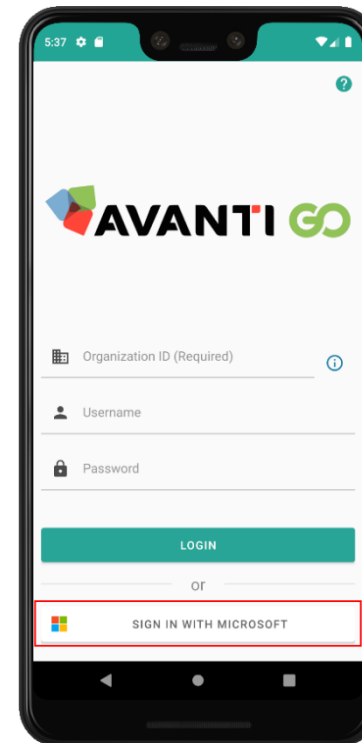 5:37
AVANTI GO
Organization ID (Required)
Username
Password
LOGIN
or
SIGN IN WITH MICROSOFT